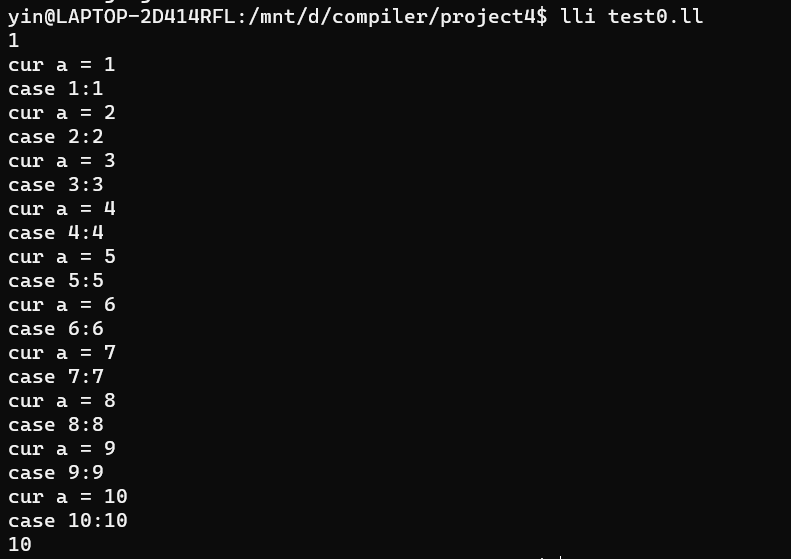 yin@LAPTOP-2D414RFL:/mnt/d/compiler/project4$ lli test0.ll
1
cur a = 1
case 1:1
cur a = 2
case 2:2
cur a = 3
case 3:3
cur a = 4
case 4:4
cur a = 5
case 5:5
cur a = 6
case 6:6
cur a = 7
case 7:7
cur a = 8
case 8:8
cur a = 9
case 9:9
cur a = 10
case 10:10
10